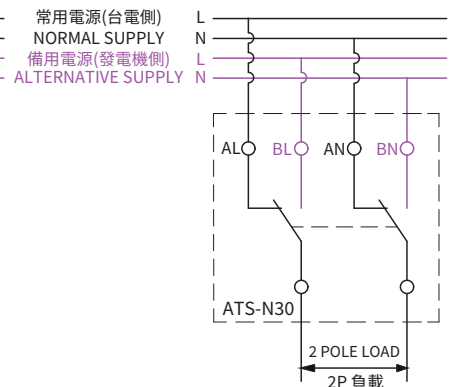 常用電源(台電側) L
NORMAL SUPPLY N
備用電源(發電機側) L
ALTERNATIVE SUPPLY N
AL BL AN BN
ATS-N30
2 POLE LOAD
2P 負載